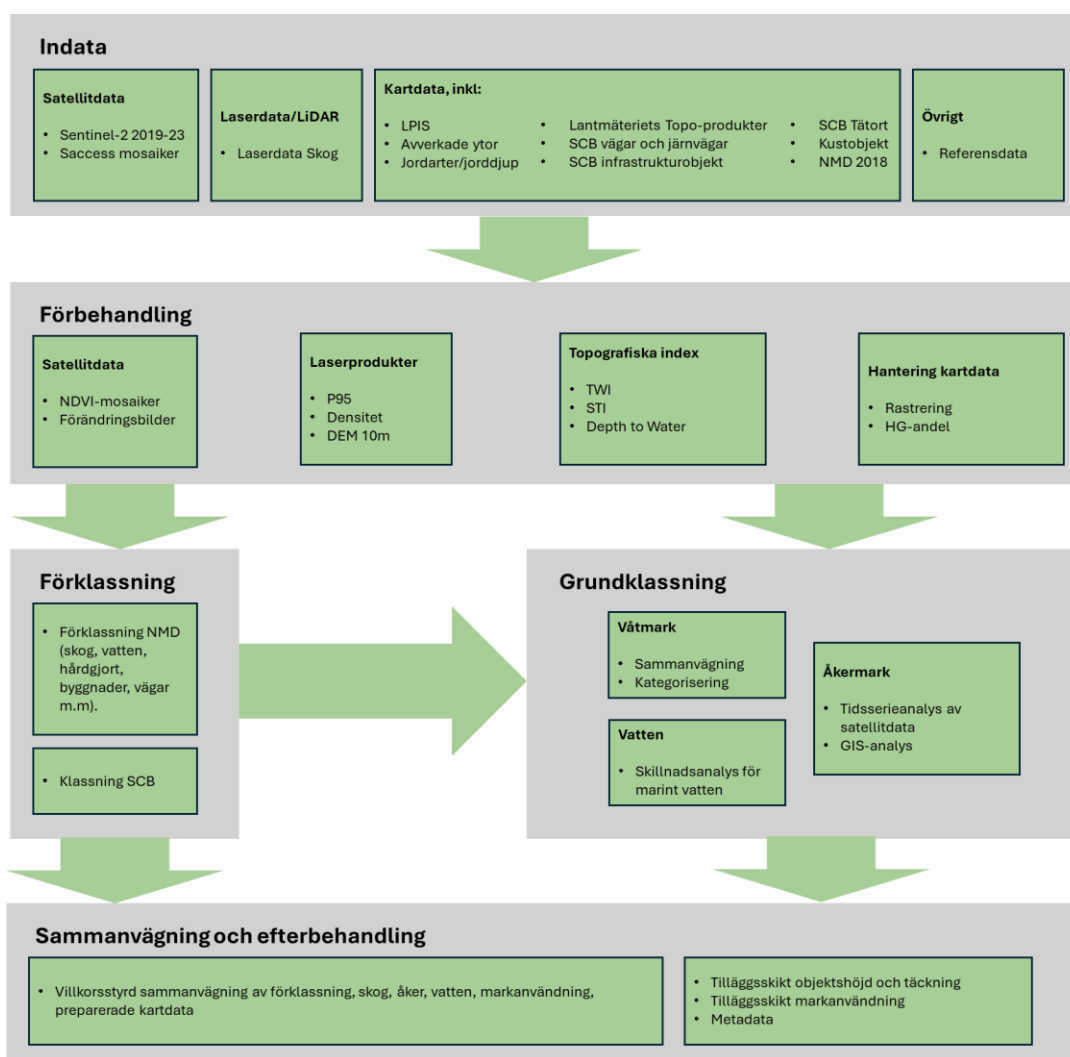 Indata
Satellitdata
• Sentinel-2 2019-23
• Saccess mosaiker
Laserdata/LiDAR
• Laserdata Skog
Kartdata, inkl:
• LPIS
• Avverkade ytor
• Jordarter/jorddjup
• Lantmäteriets Topo-produkter
• SCB vägar och järnvägar
• SCB infrastrukturobjekt
• SCB Tätort
• Kustobjekt
• NMD 2018
Övrigt
• Referensdata
Förbehandling
Satellitdata
• NDVI-mosaiker
• Förändringsbilder
Laserprodukter
• P95
• Densitet
• DEM 10m
Topografiska index
• TWI
• STI
• Depth to Water
Hantering kartdata
• Rastrering
• HG-andel
Förklassning
• Förklassning NMD
(skog, vatten,
hårdgjort,
byggnader, vägar
m.m).
• Klassning SCB
Grundklassning
Våtmark
• Sammanvägning
• Kategorisering
Vatten
• Skillnadsanalys för
marint vatten
Åkermark
• Tidsserieanalys av
satellitdata
• GIS-analys
Sammanvägning och efterbehandling
• Villkorsstyrd sammanvägning av förklassning, skog, åker, vatten, markanvändning,
preparerade kartdata
• Tilläggsskikt objektshöjd och täckning
• Tilläggsskikt markanvändning
• Metadata